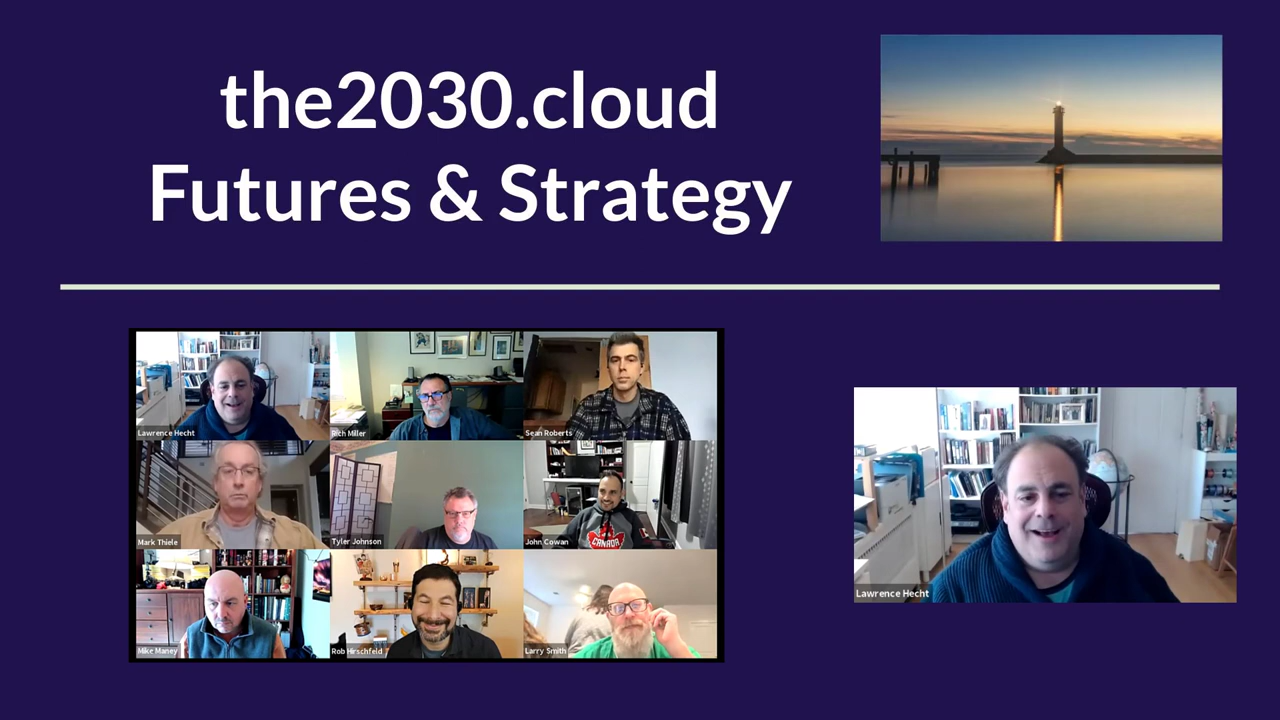 the2030.cloud
Futures & Strategy
Lawrence Hecht
Rich Miller
Sean Roberts
Mark Thiele
Tyler Johnson
John Cowan
CANADA
Mike Maney
Rob Hirschfeld
Larry Smith
Lawrence Hecht